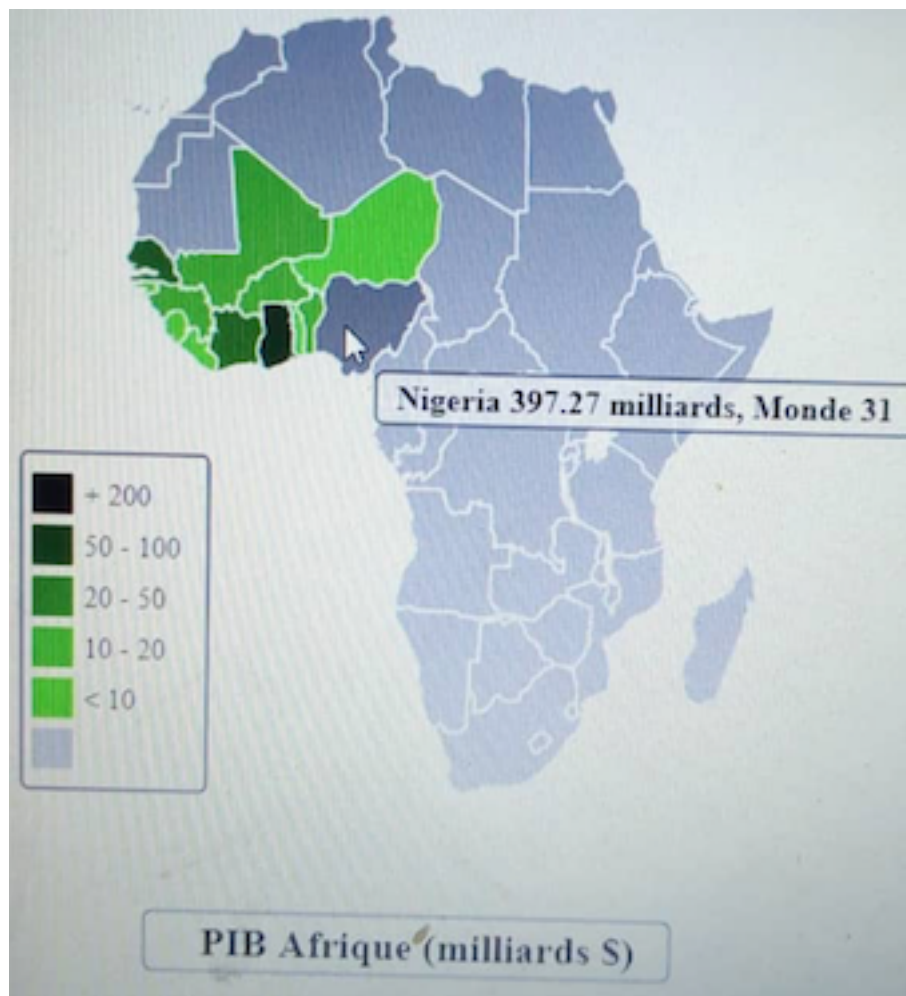 Nigeria 397.27 milliards, Monde 31
+ 200
50 - 100
20 - 50
10 - 20
< 10
PIB Afrique (milliards $)